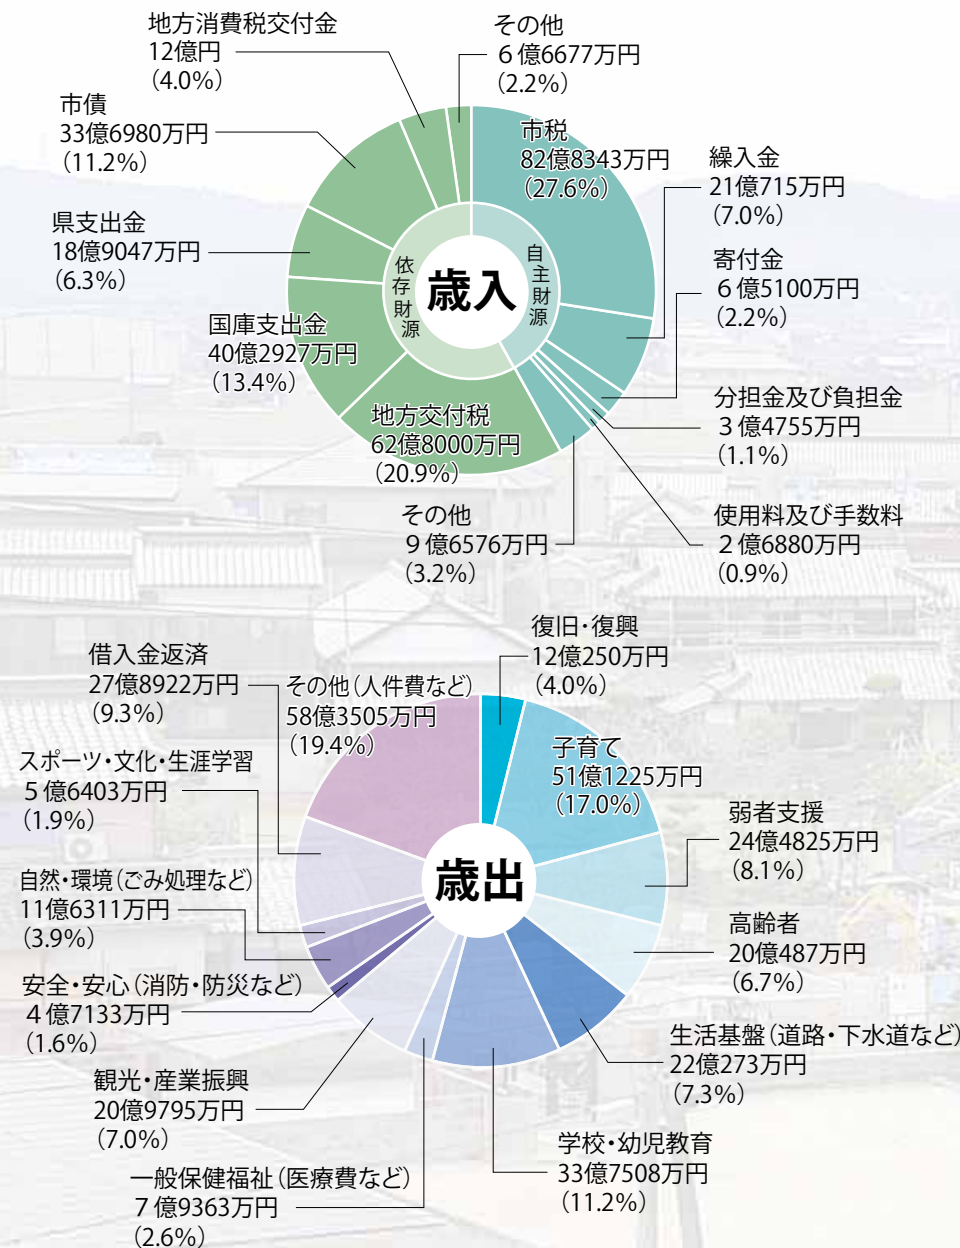 地方消費税交付金
12億円
(4.0%)
その他
6億6677万円
(2.2%)
市債
33億6980万円
(11.2%)
市税
82億8343万円
(27.6%)
繰入金
21億715万円
(7.0%)
県支出金
18億9047万円
(6.3%)
寄付金
6億5100万円
(2.2%)
依存財源
歳入
自主財源
国庫支出金
40億2927万円
(13.4%)
分担金及び負担金
3億4755万円
(1.1%)
地方交付税
62億8000万円
(20.9%)
その他
9億6576万円
(3.2%)
使用料及び手数料
2億6880万円
(0.9%)
復旧・復興
12億250万円
(4.0%)
借入金返済
27億8922万円
(9.3%)
その他(人件費など)
58億3505万円
(19.4%)
子育て
51億1225万円
(17.0%)
スポーツ・文化・生涯学習
5億6403万円
(1.9%)
弱者支援
24億4825万円
(8.1%)
歳出
自然・環境(ごみ処理など)
11億6311万円
(3.9%)
高齢者
20億487万円
(6.7%)
安全・安心(消防・防災など)
4億7133万円
(1.6%)
生活基盤(道路・下水道など)
22億273万円
(7.3%)
観光・産業振興
20億9795万円
(7.0%)
学校・幼児教育
33億7508万円
(11.2%)
一般保健福祉(医療費など)
7億9363万円
(2.6%)